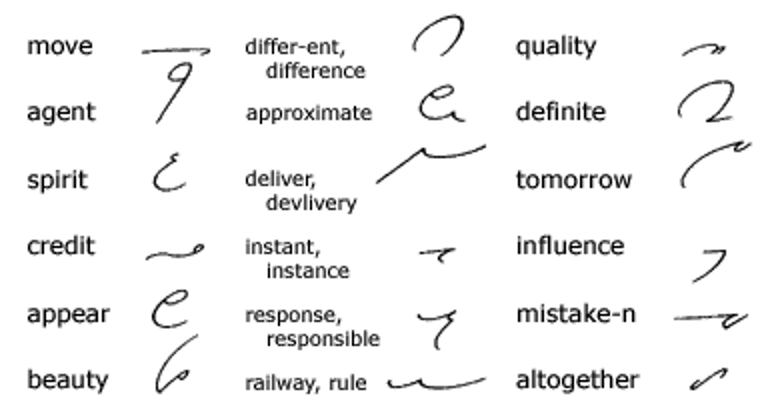 move differ-ent, quality
difference
agent approximate definite
spirit deliver, tomorrow
devlivery
credit instant, influence
instance
appear response, mistake-n
responsible
beauty railway, rule altogether